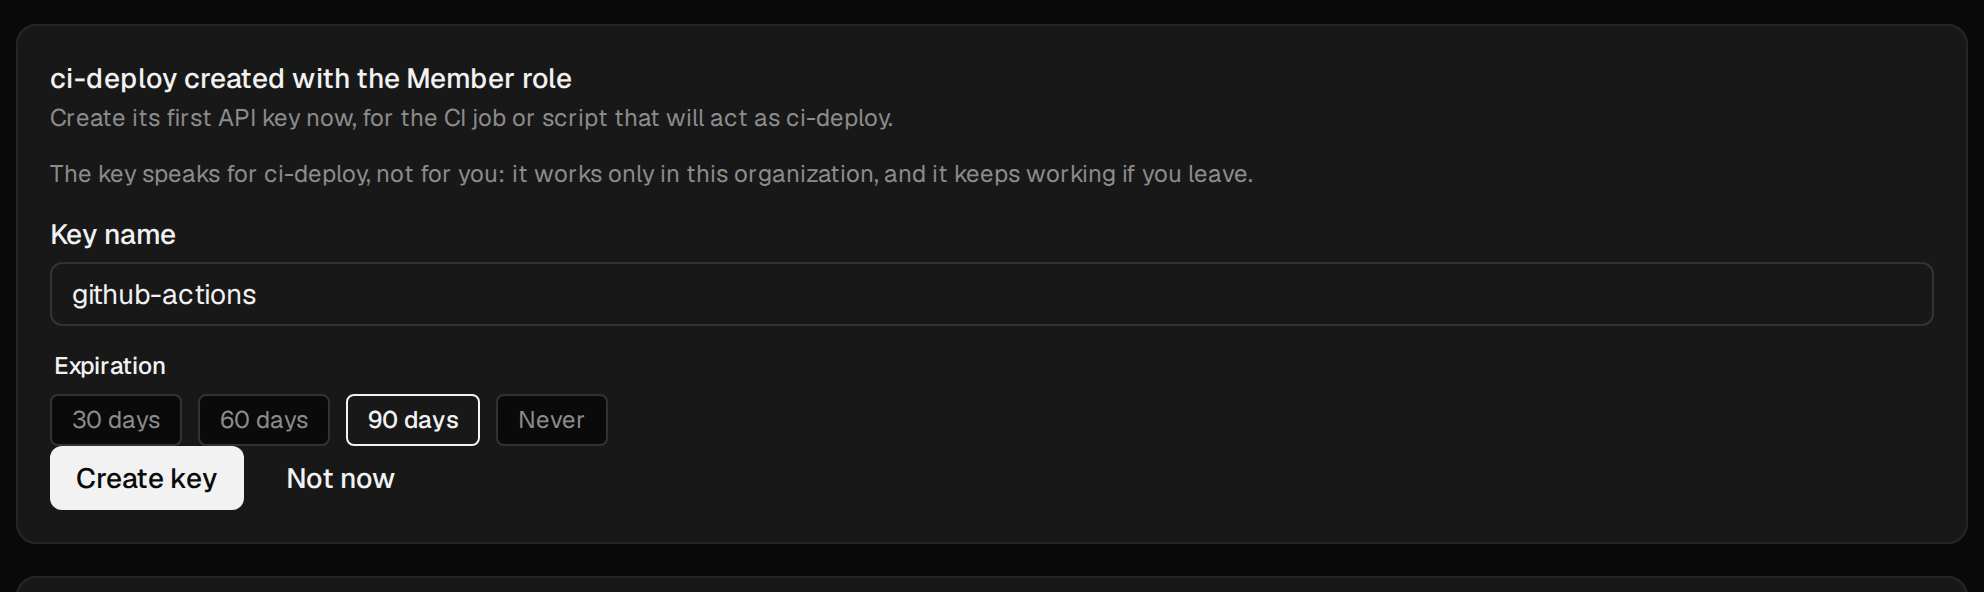 ci-deploy created with the Member role
Create its first API key now, for the CI job or script that will act as ci-deploy.
The key speaks for ci-deploy, not for you: it works only in this organization, and it keeps working if you leave.
Key name
github-actions
Expiration
30 days 60 days 90 days Never
Create key Not now